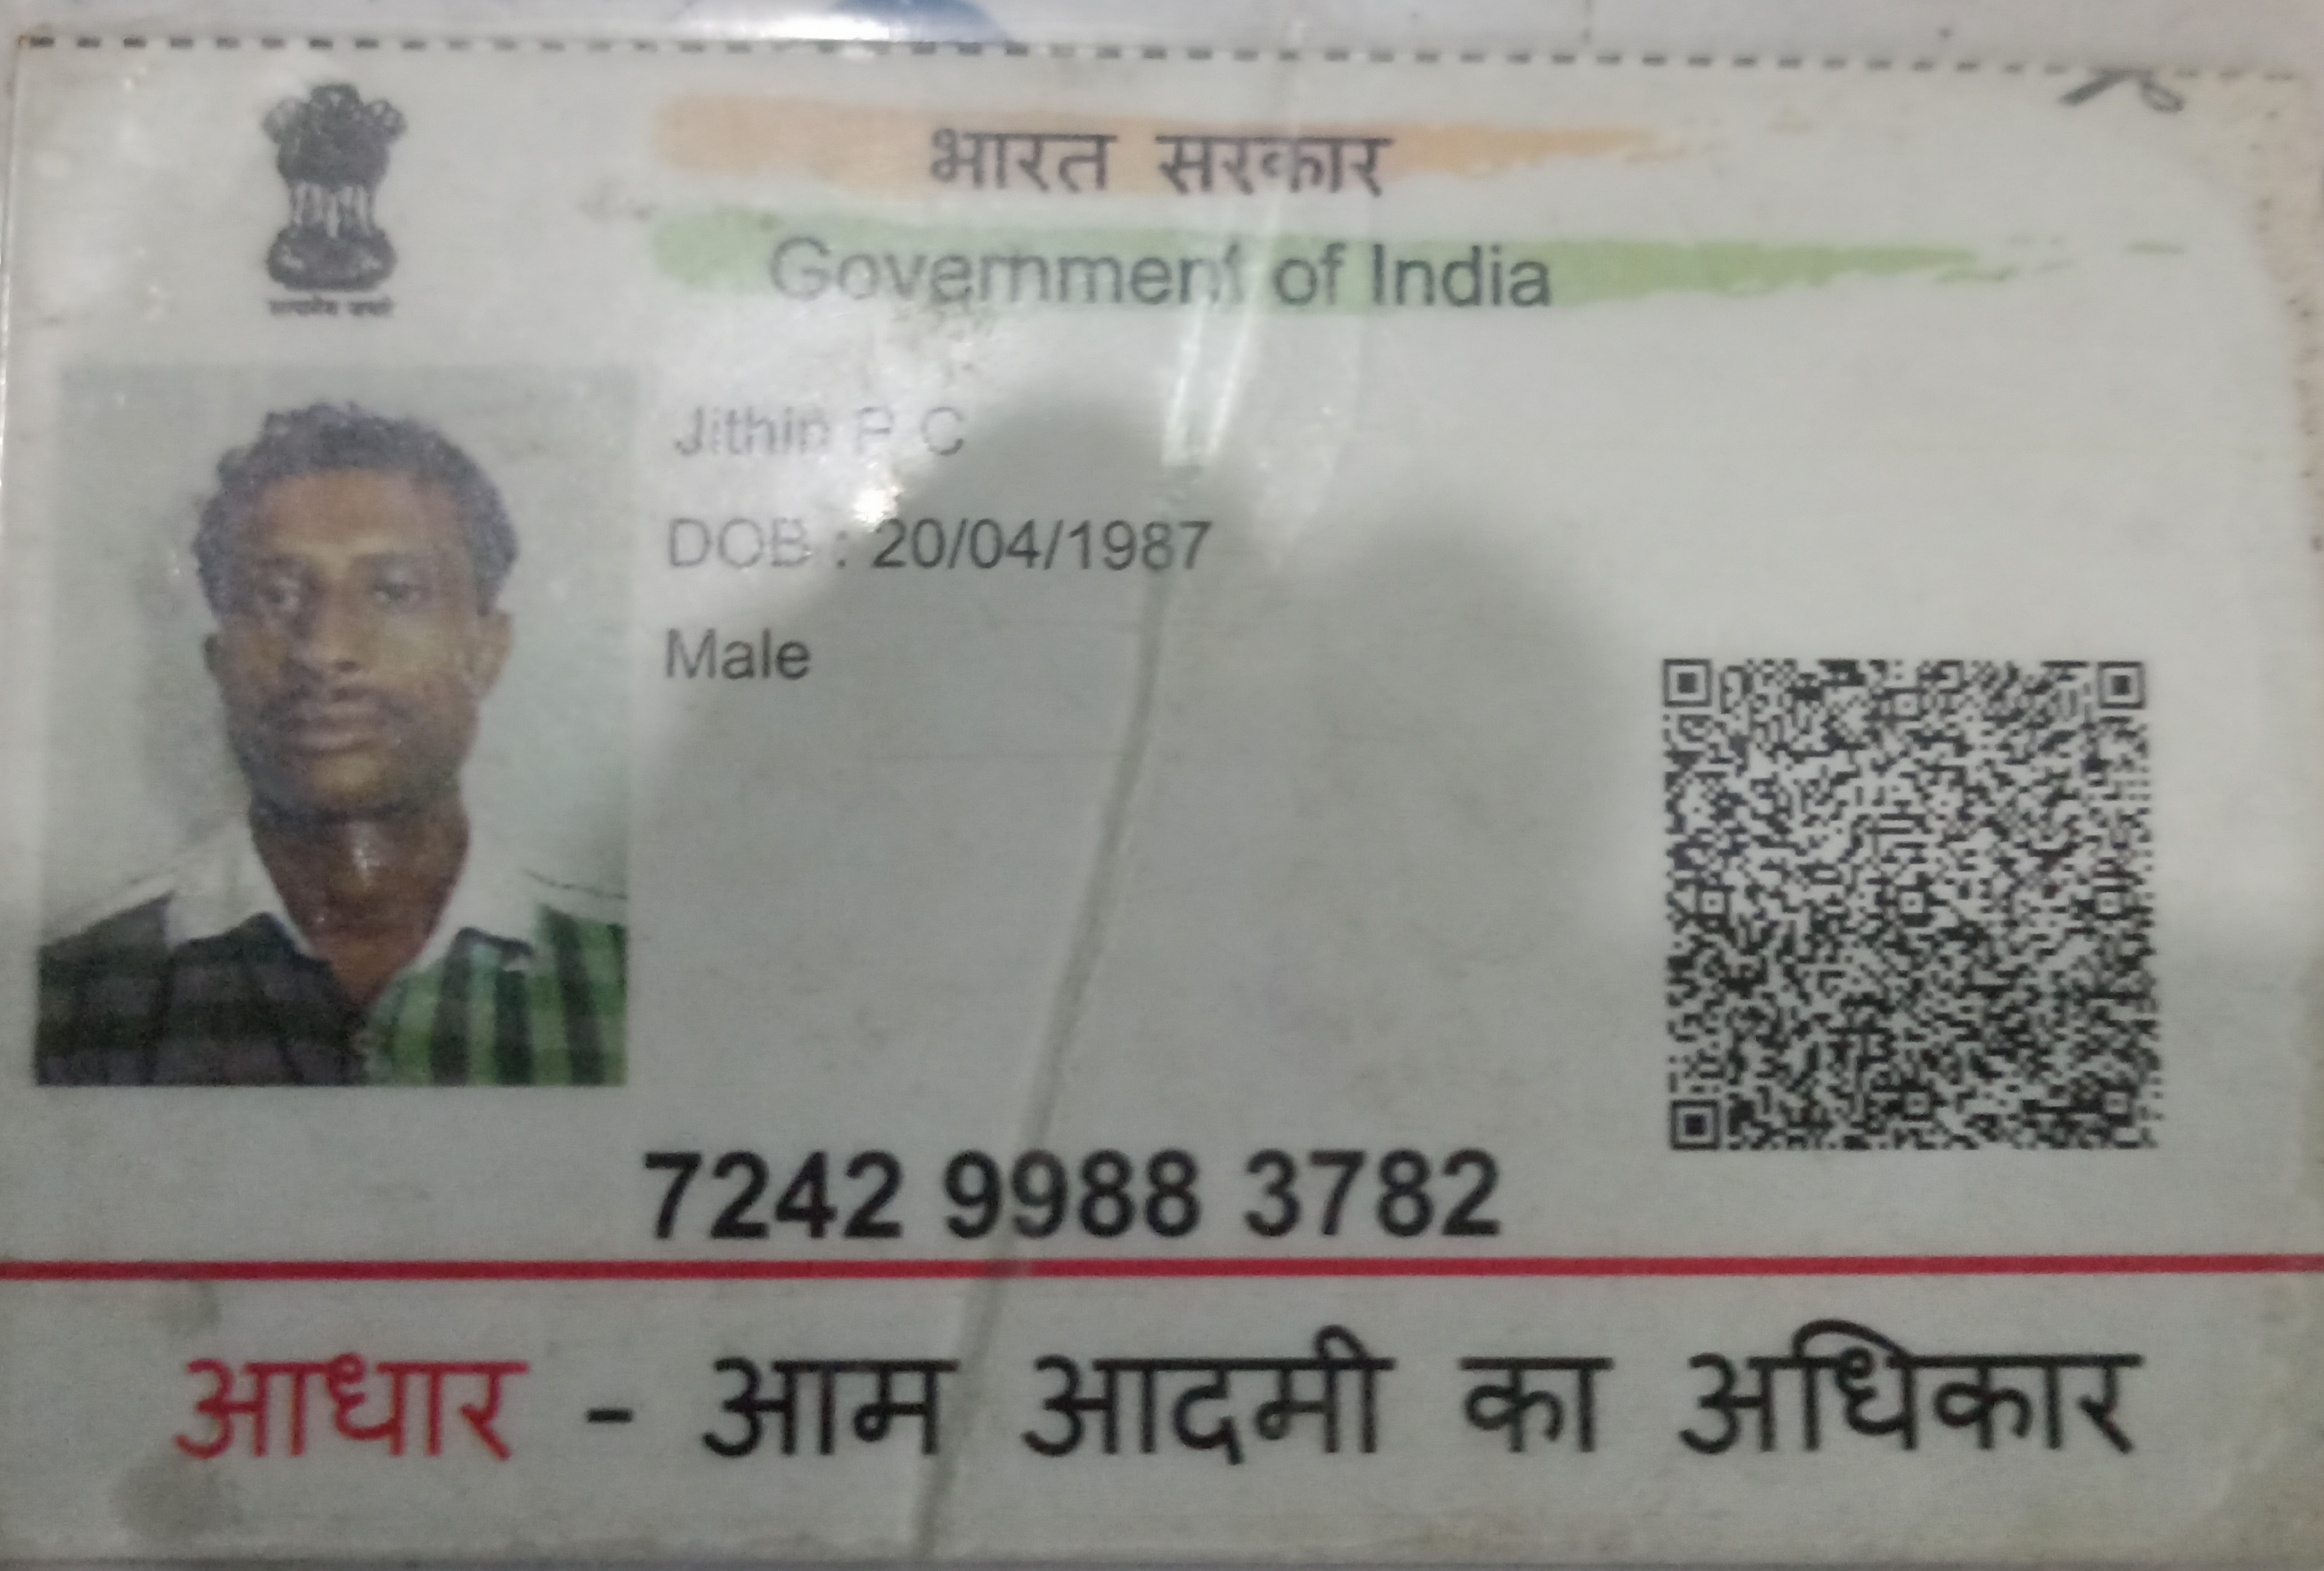 भारत सरकार
Government of India
सत्यमेव जयते
Jithin P C
DOB : 20/04/1987
Male
7242 9988 3782
आधार - आम आदमी का अधिकार